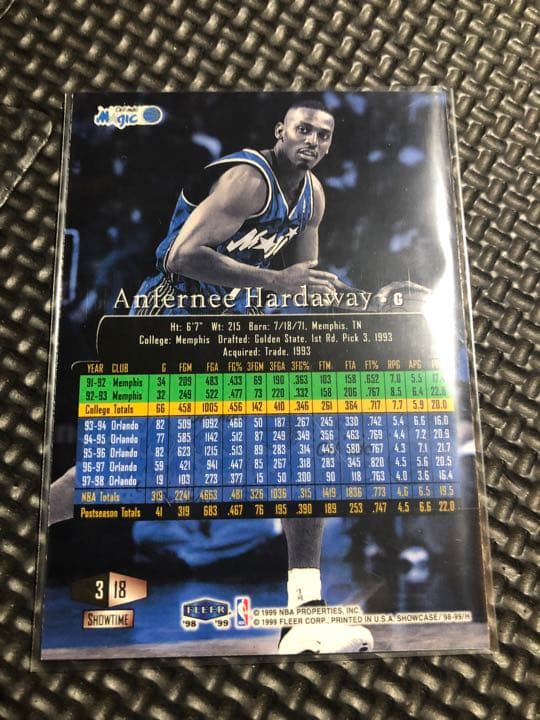 Orlando
Magic
Magic
Anfernee Hardaway • G
Ht: 6'7" Wt: 215 Born: 7/18/71, Memphis, TN
College: Memphis Drafted: Golden State, 1st Rd, Pick 3, 1993
Acquired: Trade, 1993
YEAR CLUB G FGM FGA FG% 3FGM 3FGA 3FG% FTM FTA FT% RPG APG
91-92 Memphis 34 209 483 .433 69 190 .363 103 158 .652 7.0 5.5 17.4
92-93 Memphis 32 249 522 .477 73 220 .332 158 206 .767 8.5 6.4 22.8
College Totals 66 458 1005 .456 142 410 .346 261 364 .717 7.7 5.9 20.0
93-94 Orlando 82 509 1092 .466 50 187 .267 245 330 .742 5.4 6.6 16.0
94-95 Orlando 77 585 1142 .512 87 249 .349 356 463 .769 4.4 7.2 20.9
95-96 Orlando 82 623 1215 .513 89 283 .314 445 580 .767 4.3 7.1 21.7
96-97 Orlando 59 421 941 .447 85 267 .318 283 345 .820 4.5 5.6 20.5
97-98 Orlando 19 103 273 .377 15 50 .300 90 118 .763 4.0 3.6 16.4
NBA Totals 319 2241 4663 .481 326 1036 .315 1419 1836 .773 4.6 6.5 19.5
Postseason Totals 41 319 683 .467 76 195 .390 189 253 .747 4.5 6.6 22.0
3 18
SHOWTIME
FLEER
'98 '99
NBA
© 1999 NBA PROPERTIES, INC.
© 1999 FLEER CORP., PRINTED IN U.S.A. SHOWCASE/'98-'99/H